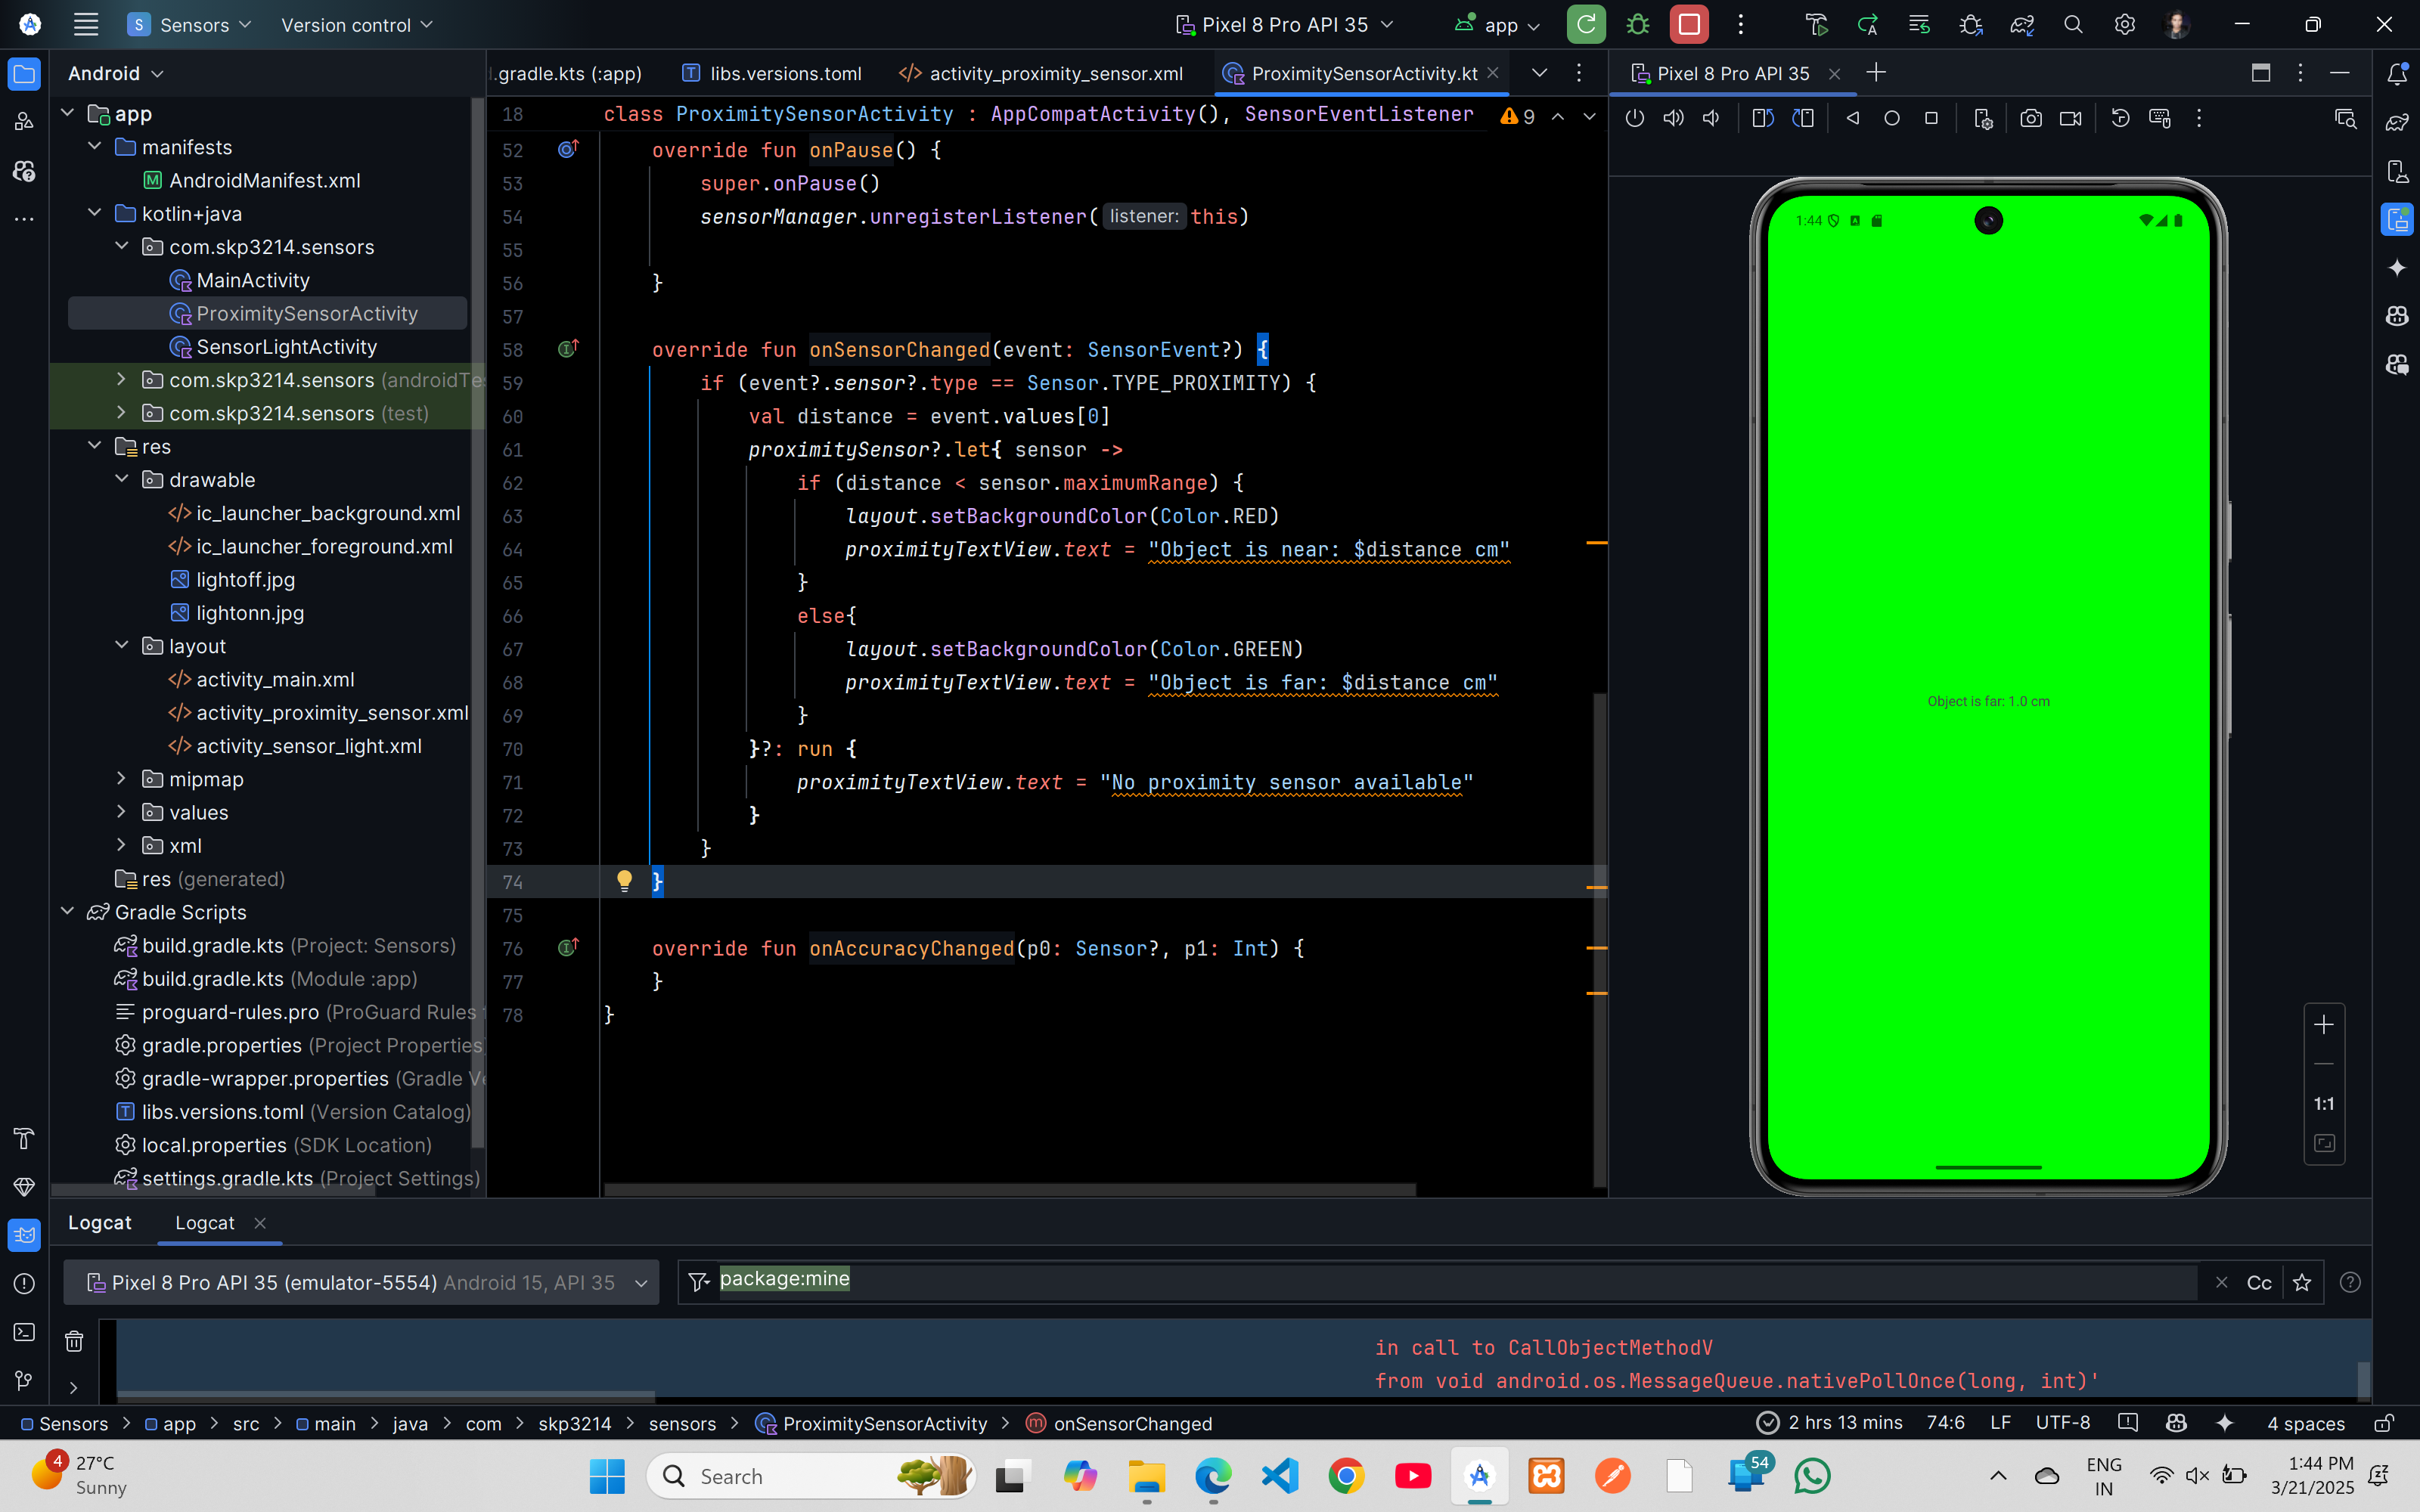 S Sensors
Version control
Pixel 8 Pro API 35
app
Android
.gradle.kts (:app)
libs.versions.toml
activity_proximity_sensor.xml
ProximitySensorActivity.kt
Pixel 8 Pro API 35
app
manifests
AndroidManifest.xml
kotlin+java
com.skp3214.sensors
MainActivity
ProximitySensorActivity
SensorLightActivity
com.skp3214.sensors (androidTe
com.skp3214.sensors (test)
res
drawable
ic_launcher_background.xml
ic_launcher_foreground.xml
lightoff.jpg
lightonn.jpg
layout
activity_main.xml
activity_proximity_sensor.xml
activity_sensor_light.xml
mipmap
values
xml
res (generated)
Gradle Scripts
build.gradle.kts (Project: Sensors)
build.gradle.kts (Module :app)
proguard-rules.pro (ProGuard Rules
gradle.properties (Project Properties
gradle-wrapper.properties (Gradle Ve
libs.versions.toml (Version Catalog)
local.properties (SDK Location)
settings.gradle.kts (Project Settings)
18 class ProximitySensorActivity : AppCompatActivity(), SensorEventListener
9
52 override fun onPause() {
53 super.onPause()
54 sensorManager.unregisterListener( listener: this)
55
56 }
57
58 override fun onSensorChanged(event: SensorEvent?) {
59 if (event?.sensor?.type == Sensor.TYPE_PROXIMITY) {
60 val distance = event.values[0]
61 proximitySensor?.let{ sensor ->
62 if (distance < sensor.maximumRange) {
63 layout.setBackgroundColor(Color.RED)
64 proximityTextView.text = "Object is near: $distance cm"
65 }
66 else{
67 layout.setBackgroundColor(Color.GREEN)
68 proximityTextView.text = "Object is far: $distance cm"
69 }
70 }?: run {
71 proximityTextView.text = "No proximity sensor available"
72 }
73 }
74 }
75
76 override fun onAccuracyChanged(p0: Sensor?, p1: Int) {
77 }
78 }
1:44
Object is far: 1.0 cm
1:1
Logcat
Logcat
Pixel 8 Pro API 35 (emulator-5554) Android 15, API 35
package:mine
Cc
in call to CallObjectMethodV
from void android.os.MessageQueue.nativePollOnce(long, int)'
Sensors > app > src > main > java > com > skp3214 > sensors > ProximitySensorActivity > onSensorChanged
2 hrs 13 mins
74:6
LF
UTF-8
4 spaces
4
27°C
Sunny
Search
54
ENG
IN
1:44 PM
3/21/2025